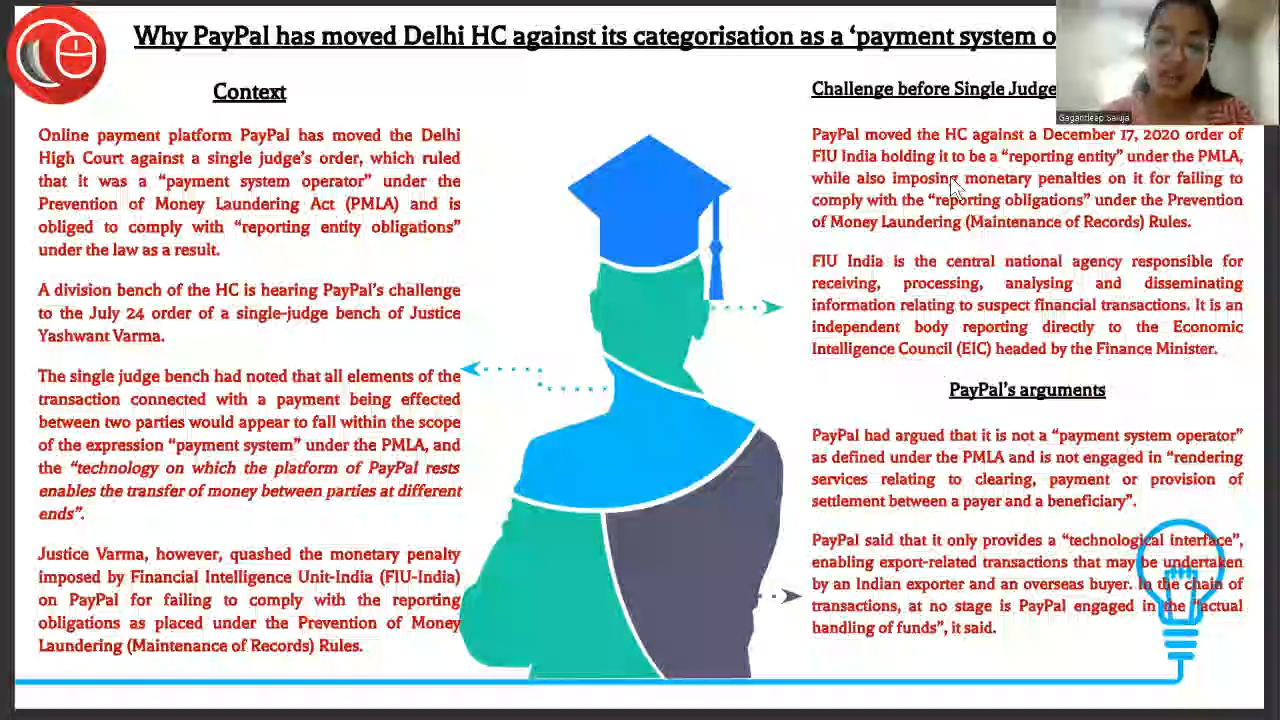 Why PayPal has moved Delhi HC against its categorisation as a ‘payment system o
Context
Online payment platform PayPal has moved the Delhi
High Court against a single judge’s order, which ruled
that it was a “payment system operator” under the
Prevention of Money Laundering Act (PMLA) and is
obliged to comply with “reporting entity obligations”
under the law as a result.
A division bench of the HC is hearing PayPal’s challenge
to the July 24 order of a single-judge bench of Justice
Yashwant Varma.
The single judge bench had noted that all elements of the
transaction connected with a payment being effected
between two parties would appear to fall within the scope
of the expression “payment system” under the PMLA, and
the “technology on which the platform of PayPal rests
enables the transfer of money between parties at different
ends”.
Justice Varma, however, quashed the monetary penalty
imposed by Financial Intelligence Unit-India (FIU-India)
on PayPal for failing to comply with the reporting
obligations as placed under the Prevention of Money
Laundering (Maintenance of Records) Rules.
Challenge before Single Judge
Gagandeep Saluja
PayPal moved the HC against a December 17, 2020 order of
FIU India holding it to be a “reporting entity” under the PMLA,
while also imposing monetary penalties on it for failing to
comply with the “reporting obligations” under the Prevention
of Money Laundering (Maintenance of Records) Rules.
FIU India is the central national agency responsible for
receiving, processing, analysing and disseminating
information relating to suspect financial transactions. It is an
independent body reporting directly to the Economic
Intelligence Council (EIC) headed by the Finance Minister.
PayPal’s arguments
PayPal had argued that it is not a “payment system operator”
as defined under the PMLA and is not engaged in “rendering
services relating to clearing, payment or provision of
settlement between a payer and a beneficiary”.
PayPal said that it only provides a “technological interface”,
enabling export-related transactions that may be undertaken
by an Indian exporter and an overseas buyer. In the chain of
transactions, at no stage is PayPal engaged in the “actual
handling of funds”, it said.